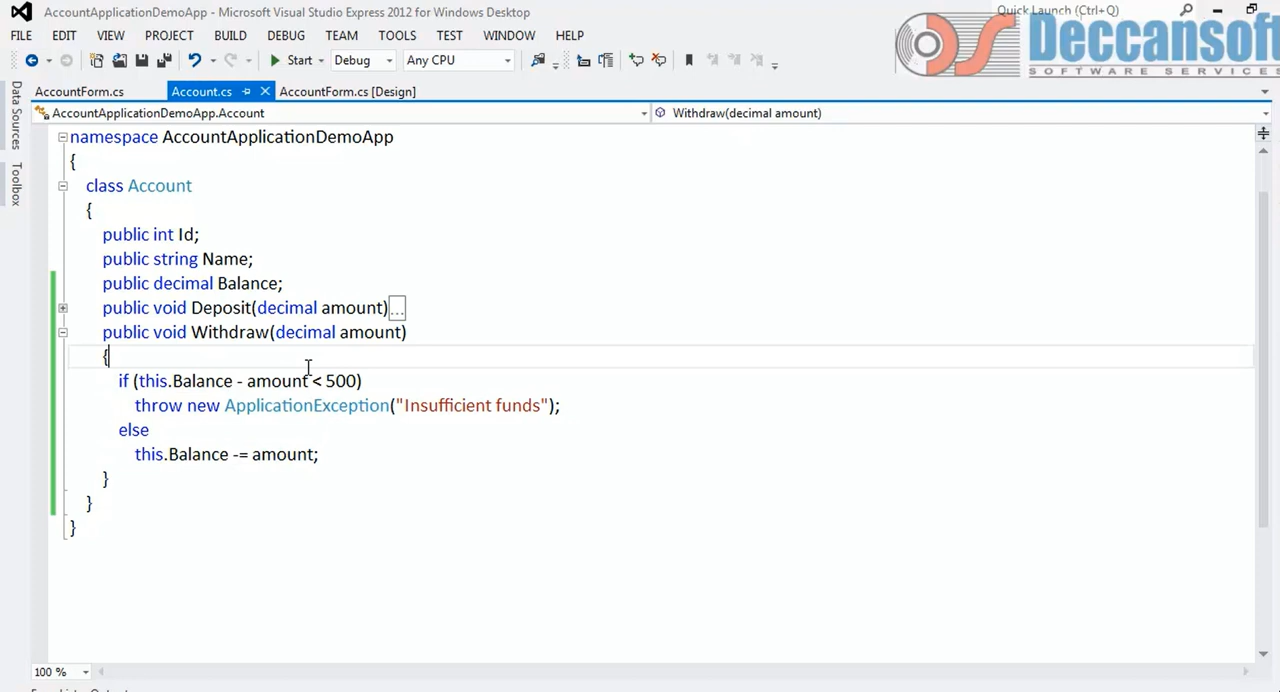 AccountApplicationDemoApp - Microsoft Visual Studio Express 2012 for Windows Desktop
Quick Launch (Ctrl+Q)
Deccansoft
SOFTWARE SERVICES
FILE EDIT VIEW PROJECT BUILD DEBUG TEAM TOOLS TEST WINDOW HELP
Start Debug Any CPU
Data Sources
Toolbox
AccountForm.cs Account.cs AccountForm.cs [Design]
AccountApplicationDemoApp.Account Withdraw(decimal amount)
namespace AccountApplicationDemoApp
{
class Account
{
public int Id;
public string Name;
public decimal Balance;
public void Deposit(decimal amount)...
public void Withdraw(decimal amount)
{
if (this.Balance - amount < 500)
throw new ApplicationException("Insufficient funds");
else
this.Balance -= amount;
}
}
}
100 %